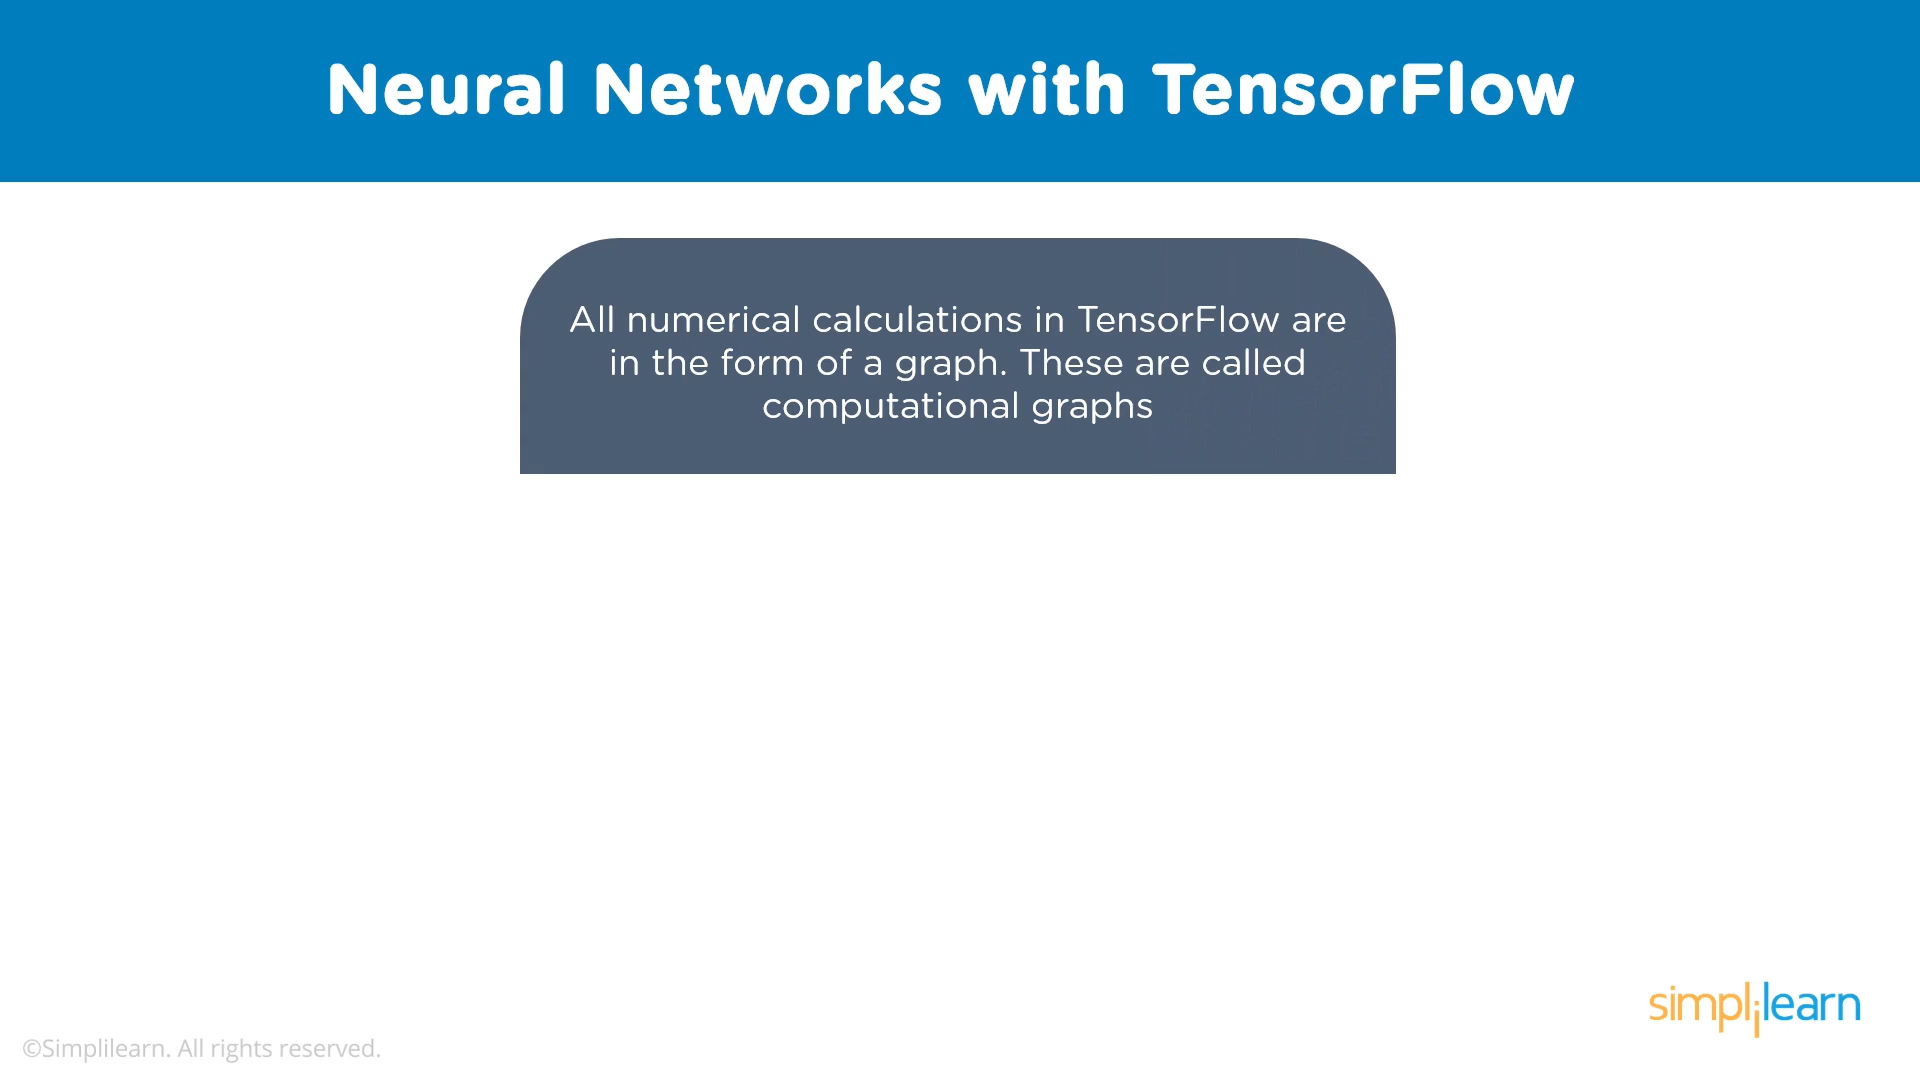 Neural Networks with TensorFlow
All numerical calculations in TensorFlow are
in the form of a graph. These are called
computational graphs
simplilearn
©Simplilearn. All rights reserved.